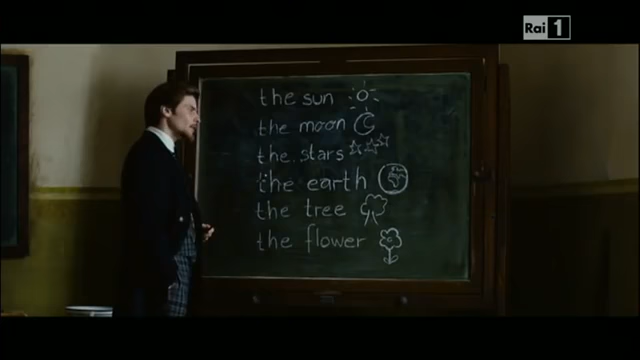 Rai 1
the sun
the moon
the stars
the earth
the tree
the flower